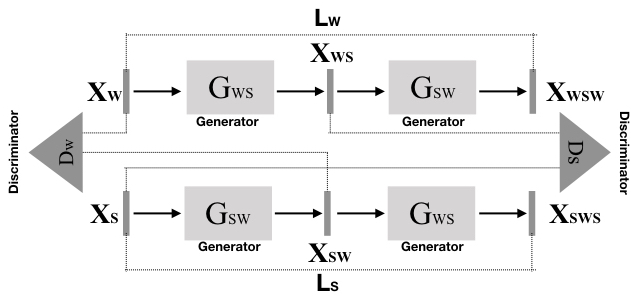 LW
XWS
XW
GWS
GSW
XWSW
Generator
Generator
Discriminator
DW
DS
Discriminator
XS
GSW
GWS
XSWS
Generator
Generator
XSW
LS